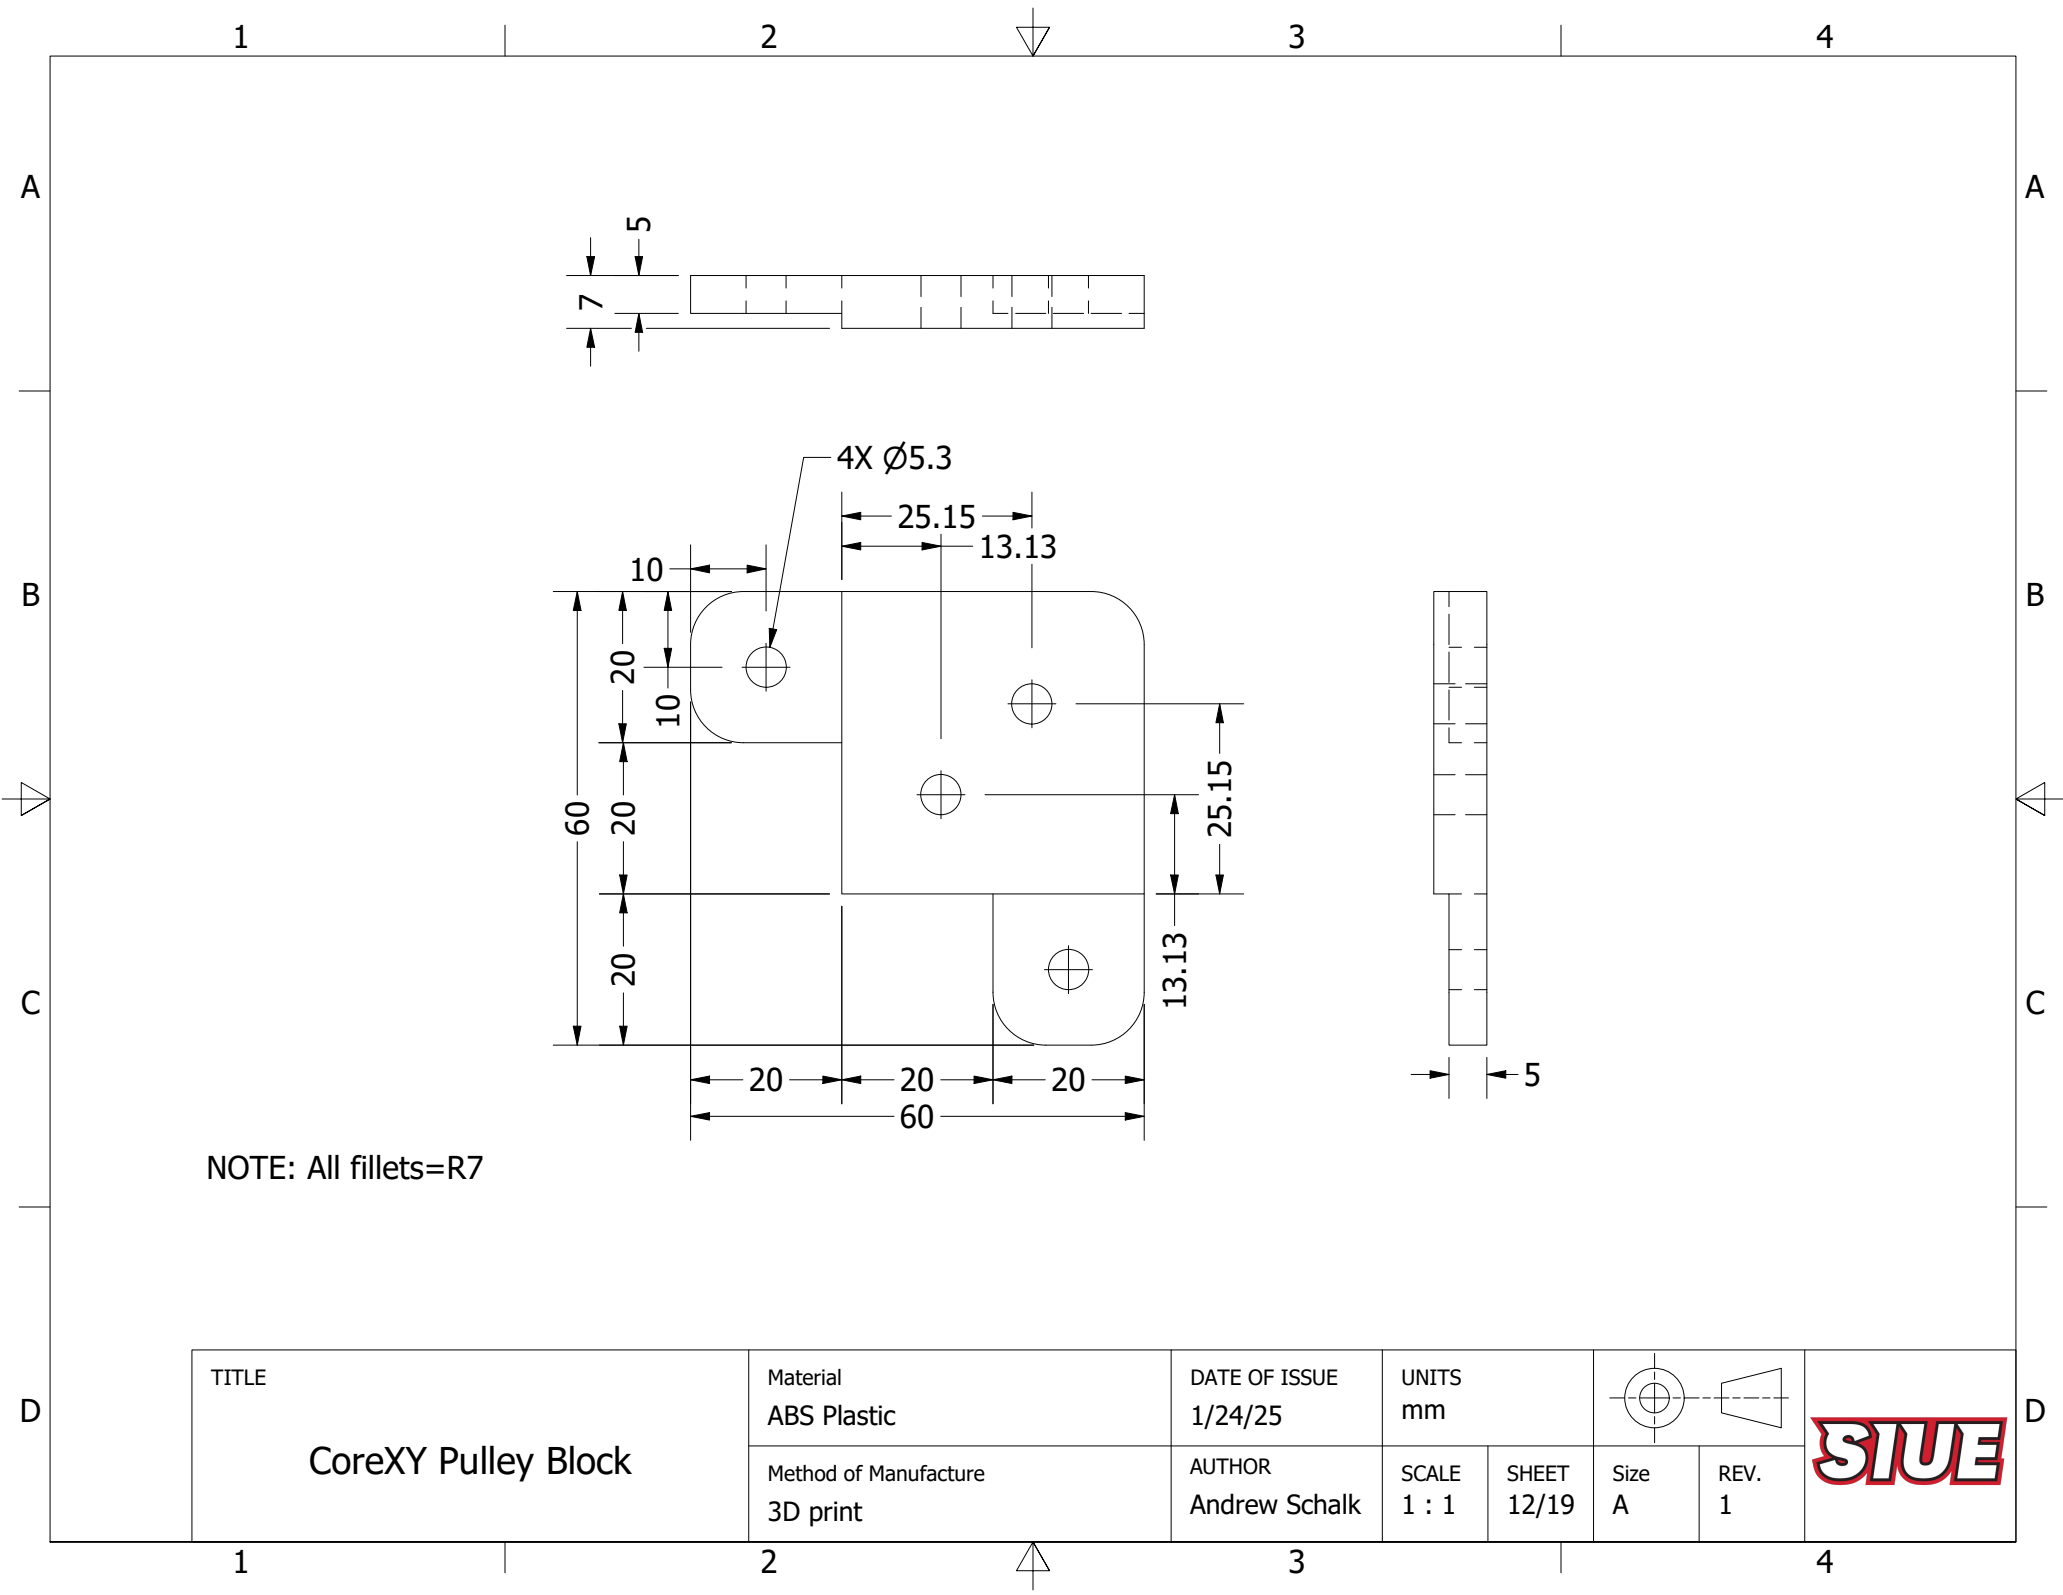 1 2 3 4
A A
5
7
4X Ø5.3
25.15
13.13
10
B B
20
10
60
20
25.15
20
13.13
C C
5
20 20 20
60
NOTE: All fillets=R7
TITLE
CoreXY Pulley Block
Material
ABS Plastic
Method of Manufacture
3D print
DATE OF ISSUE
1/24/25
UNITS
mm
AUTHOR
Andrew Schalk
SCALE
1 : 1
SHEET
12/19
Size
A
REV.
1
SIUE
D D
1 2 3 4